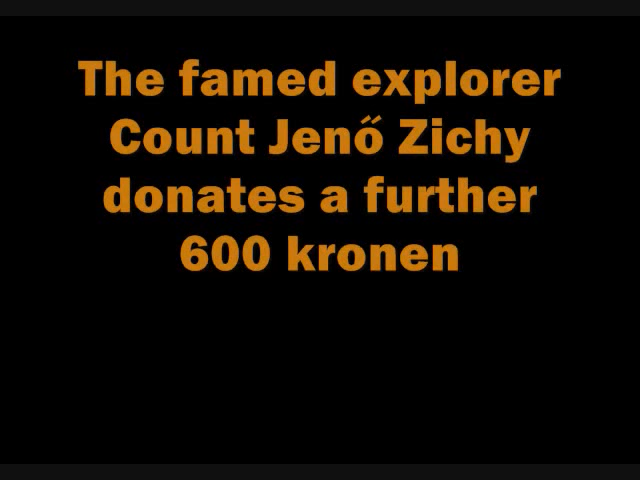 The famed explorer
Count Jenő Zichy
donates a further
600 kronen